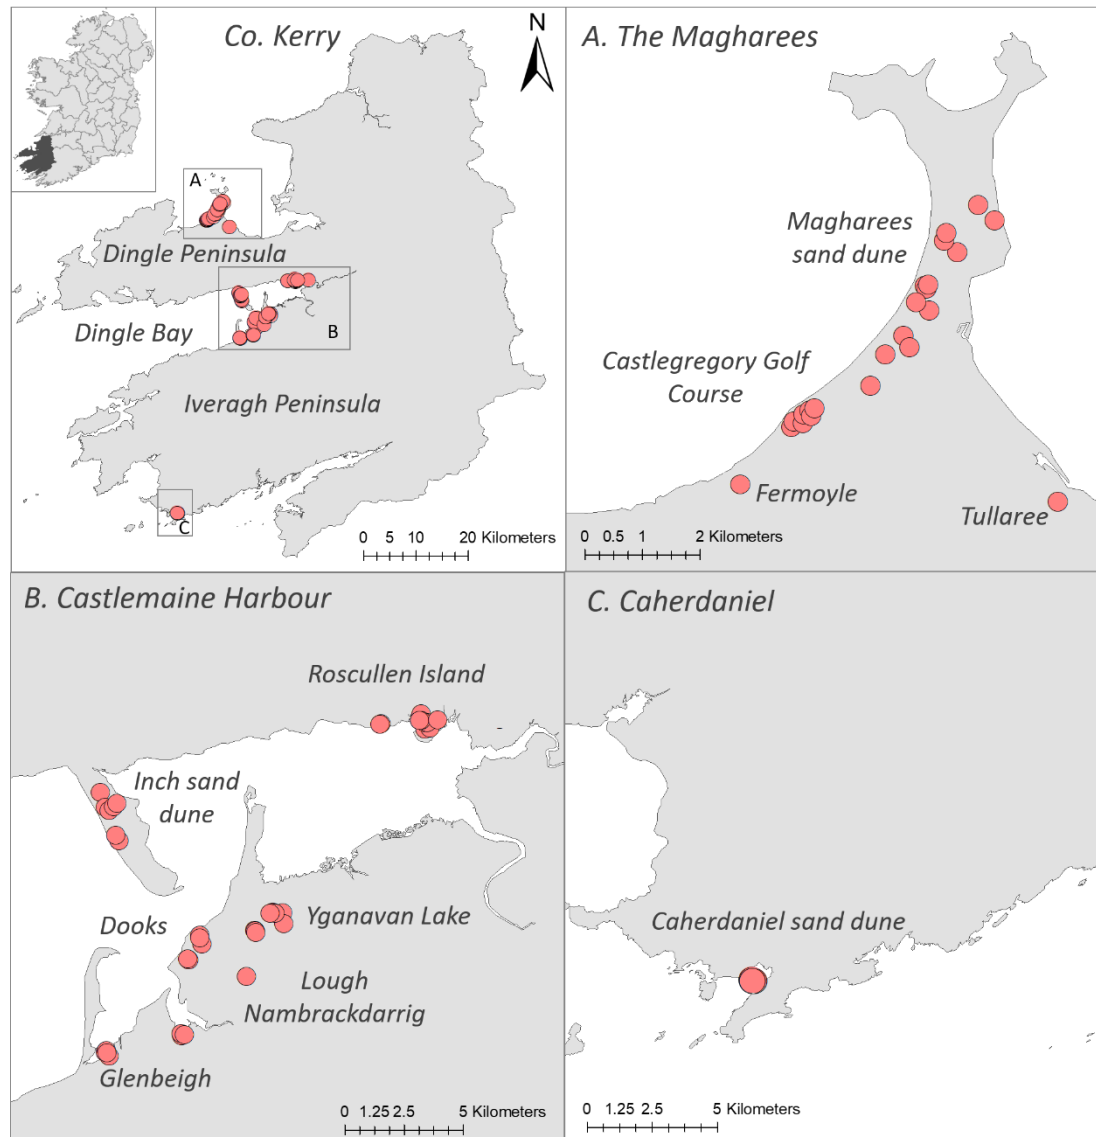 Co. Kerry
N
A
Dingle Peninsula
Dingle Bay
B
Iveragh Peninsula
C
0 5 10 20 Kilometers
A. The Magharees
Magharees
sand dune
Castlegregory Golf
Course
Fermoyle
Tullaree
0 0.5 1 2 Kilometers
B. Castlemaine Harbour
Roscullen Island
Inch sand
dune
Dooks
Yganavan Lake
Lough
Nambrackdarrig
Glenbeigh
0 1.25 2.5 5 Kilometers
C. Caherdaniel
Caherdaniel sand dune
0 1.25 2.5 5 Kilometers